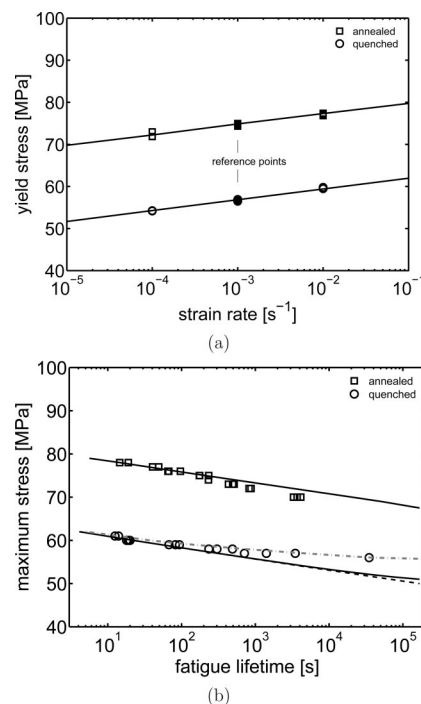 100
90
80
70
60
50
40
yield stress [MPa]
annealed
quenched
reference points
10⁻⁵ 10⁻⁴ 10⁻³ 10⁻² 10⁻¹
strain rate [s⁻¹]
(a)
100
90
80
70
60
50
40
maximum stress [MPa]
annealed
quenched
10¹ 10² 10³ 10⁴ 10⁵
fatigue lifetime [s]
(b)